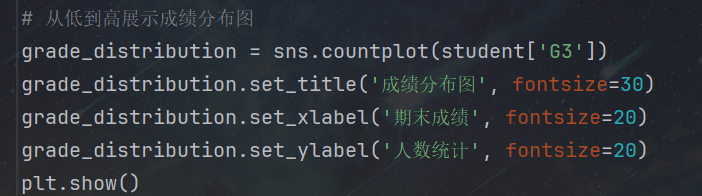 # 从低到高展示成绩分布图
grade_distribution = sns.countplot(student['G3'])
grade_distribution.set_title('成绩分布图', fontsize=30)
grade_distribution.set_xlabel('期末成绩', fontsize=20)
grade_distribution.set_ylabel('人数统计', fontsize=20)
plt.show()